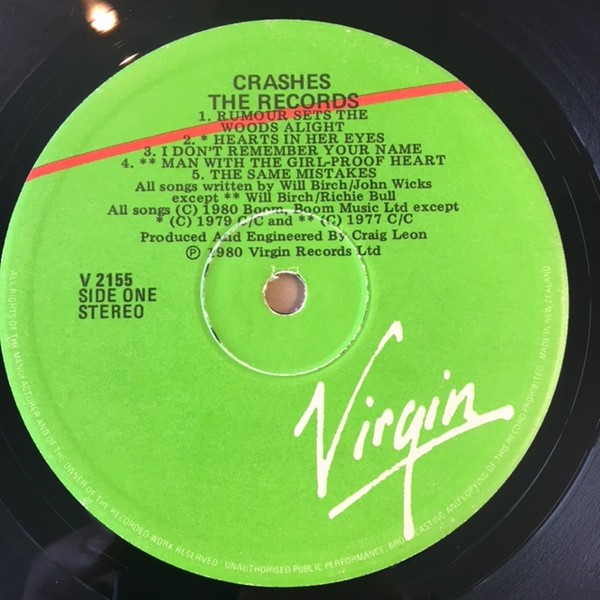 CRASHES
THE RECORDS
1. RUMOUR SETS THE
WOODS ALIGHT
2. * HEARTS IN HER EYES
3. I DON'T REMEMBER YOUR NAME
4. ** MAN WITH THE GIRL-PROOF HEART
5. THE SAME MISTAKES
All songs written by Will Birch/John Wicks
except ** Will Birch/Richie Bull
All songs (C) 1980 Boom, Boom Music Ltd except
* (C) 1979 C/C and ** (C) 1977 C/C
Produced And Engineered By Craig Leon
℗ 1980 Virgin Records Ltd
V 2155
SIDE ONE
STEREO
Virgin
ALL RIGHTS OF THE MANUFACTURER AND OF THE OWNER OF THE RECORDED WORK RESERVED · UNAUTHORISED PUBLIC PERFORMANCE, BROADCASTING AND COPYING OF THIS RECORD PROHIBITED. MADE IN NEW ZEALAND